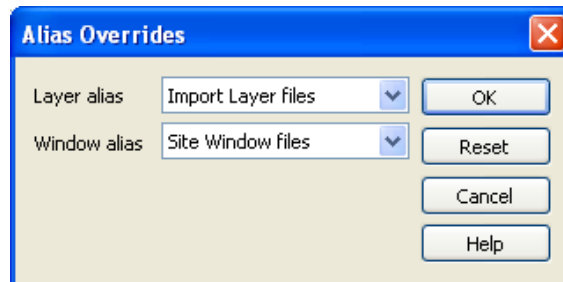 Alias Overrides
Layer alias Import Layer files OK
Window alias Site Window files Reset
Cancel
Help